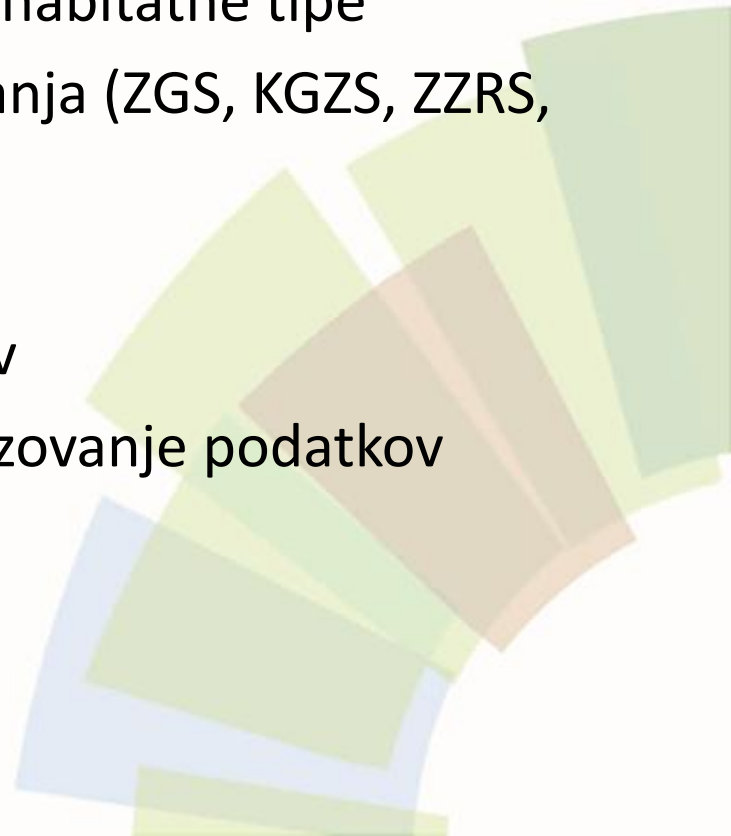 habitatne tipe
nja (ZGS, KGZS, ZZRS,
v
zovanje podatkov